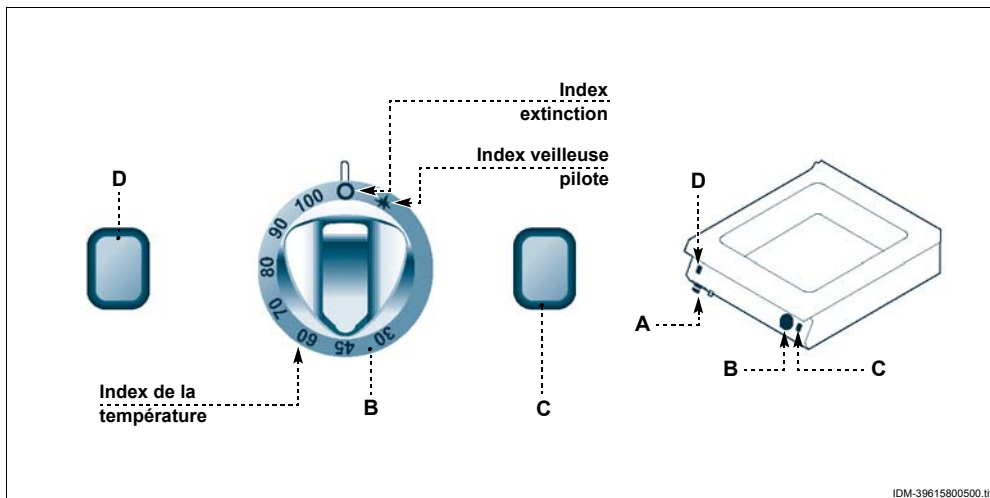 Index
extinction
Index veilleuse
pilote
D
100
90
80
70
60
45
30
Index de la
température
B
C
D
A
B
C
IDM-39615800500.ti